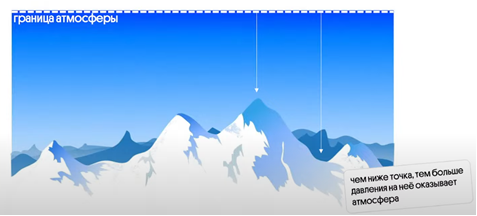 граница атмосферы
чем ниже точка, тем больше
давления на неё оказывает
атмосфера